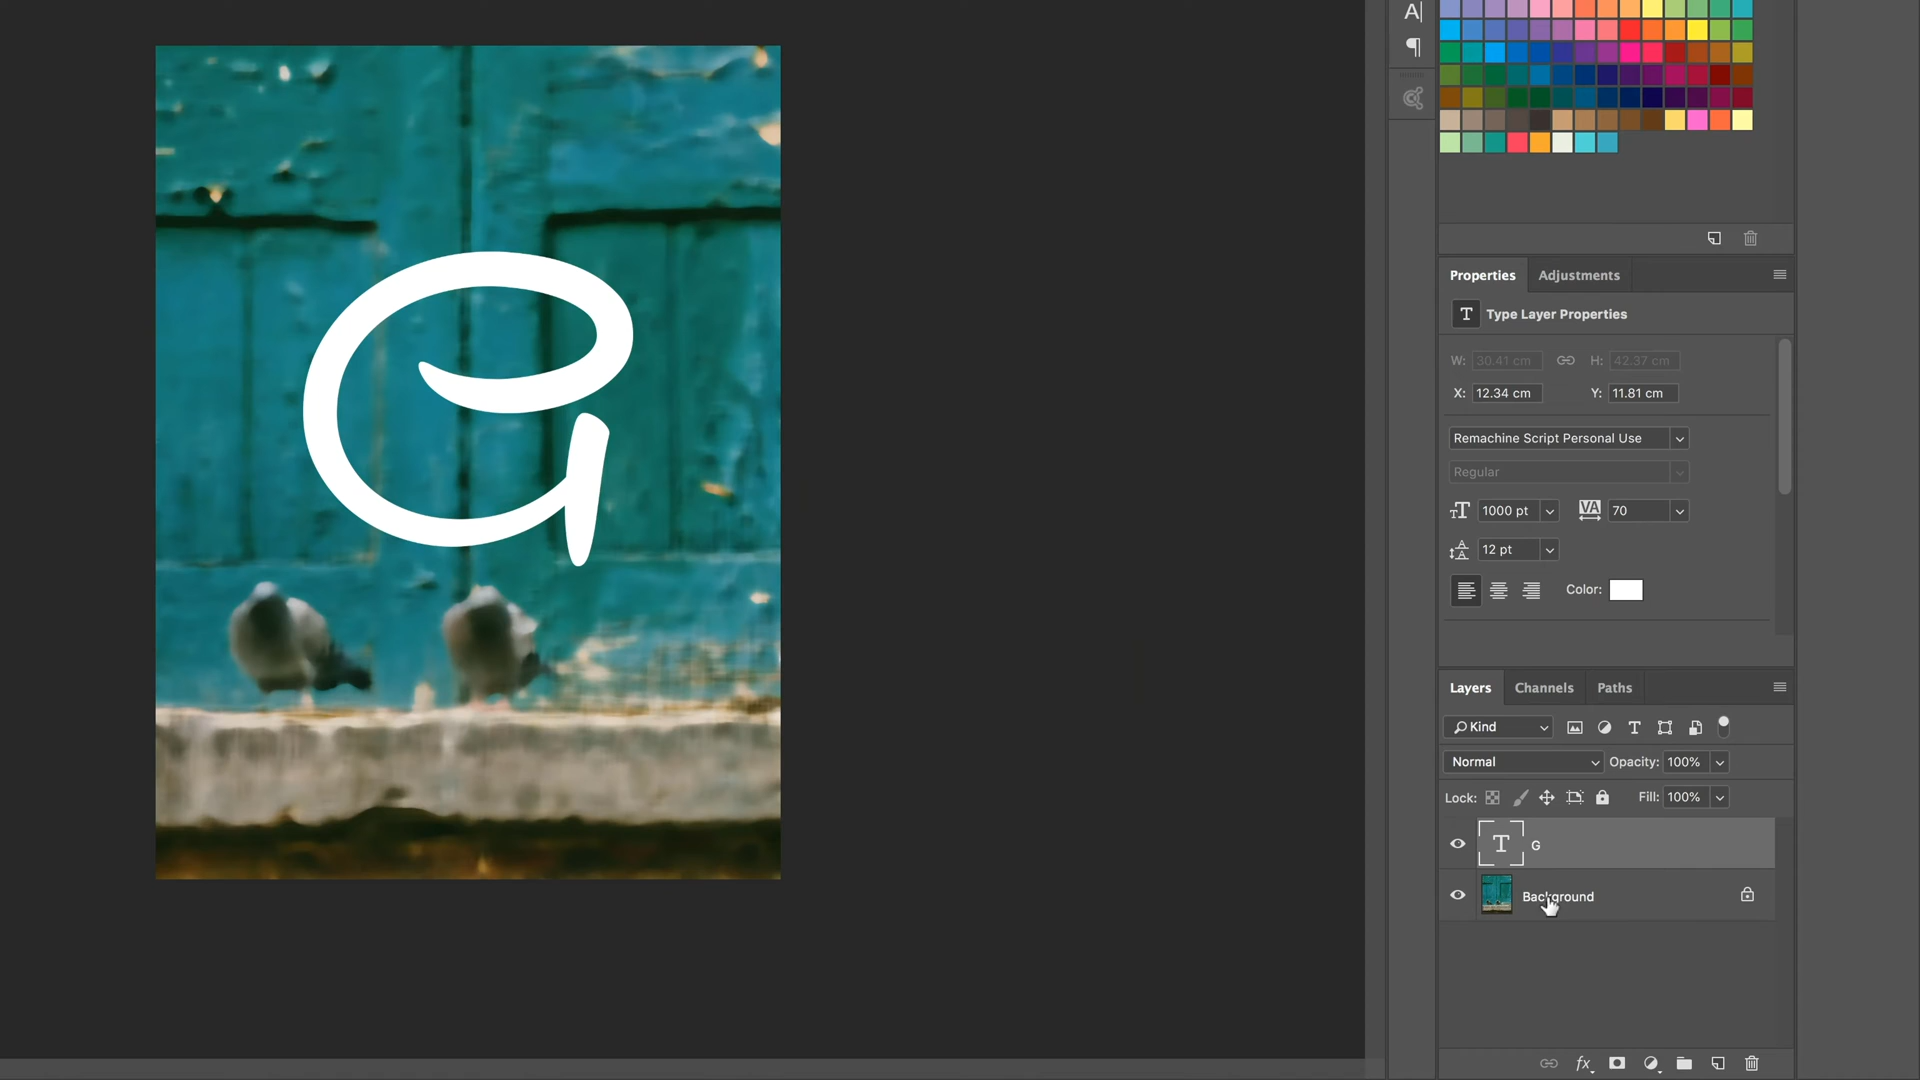 A|
G
Properties Adjustments
T Type Layer Properties
W: 30.41 cm H: 42.37 cm
X: 12.34 cm Y: 11.81 cm
Remachine Script Personal Use
Regular
1000 pt VA 70
12 pt
Color:
Layers Channels Paths
Kind T
Normal Opacity: 100%
Lock: Fill: 100%
T G
Background
fx